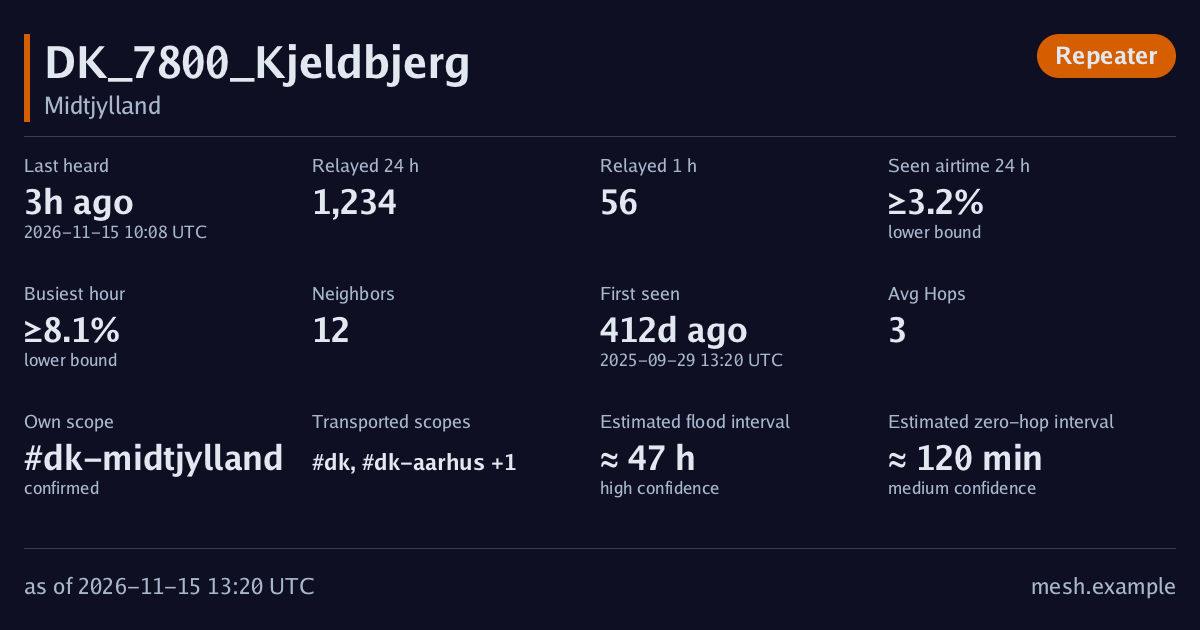 DK_7800_Kjeldbjerg
Repeater
Midtjylland
Last heard
3h ago
2026-11-15 10:08 UTC
Relayed 24 h
1,234
Relayed 1 h
56
Seen airtime 24 h
≥3.2%
lower bound
Busiest hour
≥8.1%
lower bound
Neighbors
12
First seen
412d ago
2025-09-29 13:20 UTC
Avg Hops
3
Own scope
#dk-midtjylland
confirmed
Transported scopes
#dk, #dk-aarhus +1
Estimated flood interval
≈ 47 h
high confidence
Estimated zero-hop interval
≈ 120 min
medium confidence
as of 2026-11-15 13:20 UTC
mesh.example